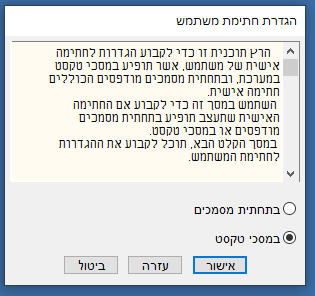 הגדרת חתימת משתמש
הרץ תוכנית זו כדי לקבוע הגדרות לחתימה
אישית של משתמש, אשר תופיע במסכי טקסט
במערכת, ובתחתית מסמכים מודפסים הכוללים
חתימה אישית.
השתמש במסך זה כדי לקבוע אם החתימה
האישית שתעצב תופיע בתחתית מסמכים
מודפסים או במסכי טקסט.
במסך הקלט הבא, תוכל לקבוע את ההגדרות
לחתימת המשתמש.
בתחתית מסמכים
במסכי טקסט
אישור עזרה ביטול